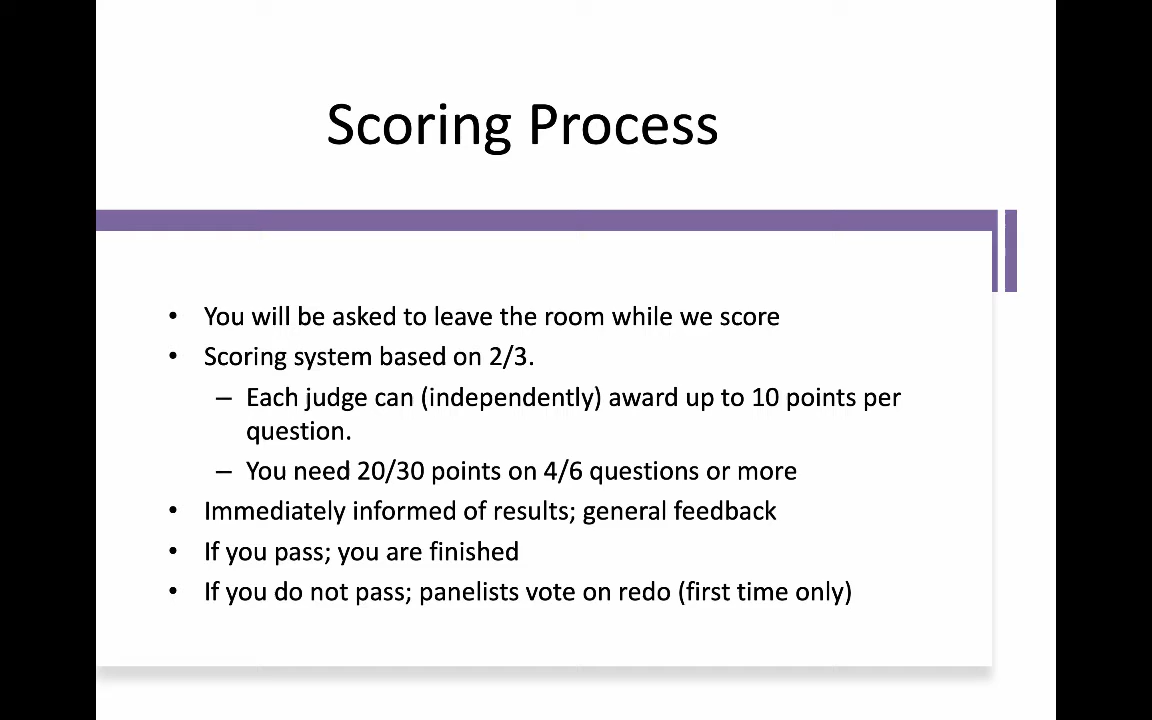 Scoring Process
• You will be asked to leave the room while we score
• Scoring system based on 2/3.
– Each judge can (independently) award up to 10 points per
question.
– You need 20/30 points on 4/6 questions or more
• Immediately informed of results; general feedback
• If you pass; you are finished
• If you do not pass; panelists vote on redo (first time only)